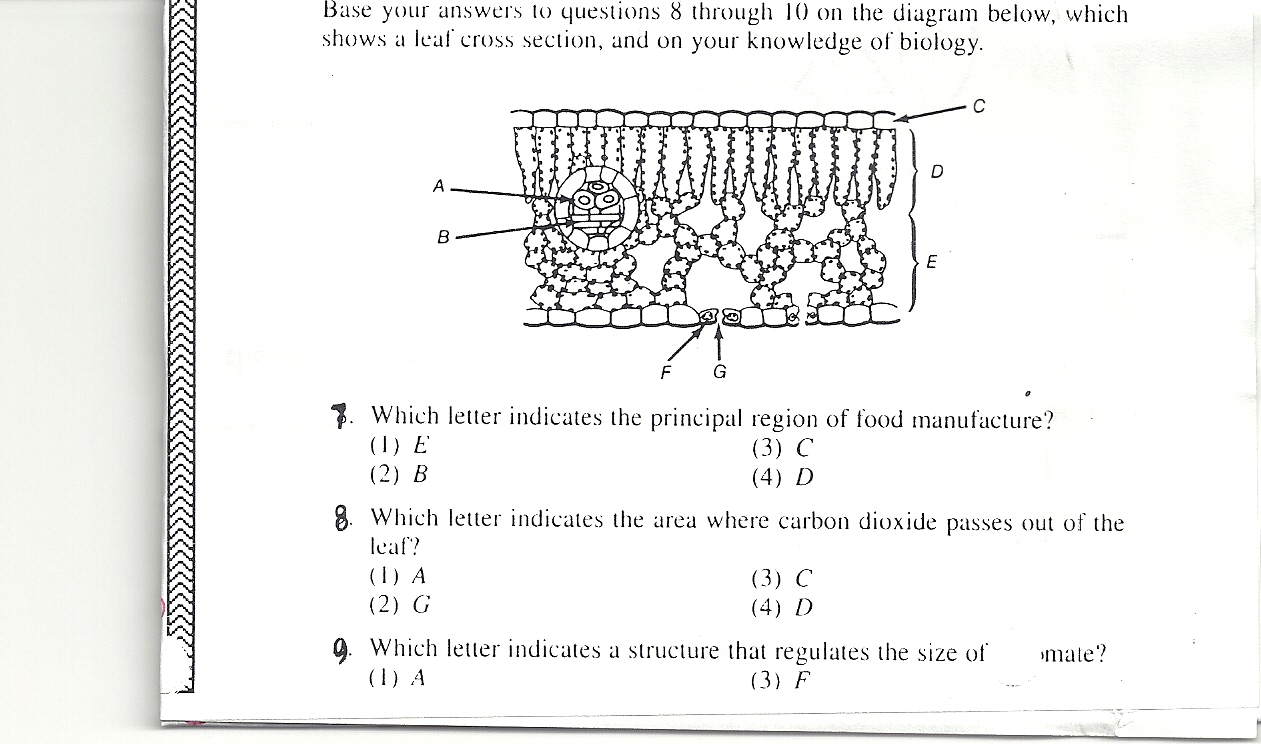 Base your answers to questions 8 through 10 on the diagram below, which
shows a leaf cross section, and on your knowledge of biology.
C
D
A
B
E
F G
7. Which letter indicates the principal region of food manufacture?
(1) E (3) C
(2) B (4) D
8. Which letter indicates the area where carbon dioxide passes out of the
leaf?
(1) A (3) C
(2) G (4) D
9. Which letter indicates a structure that regulates the size of mate?
(1) A (3) F